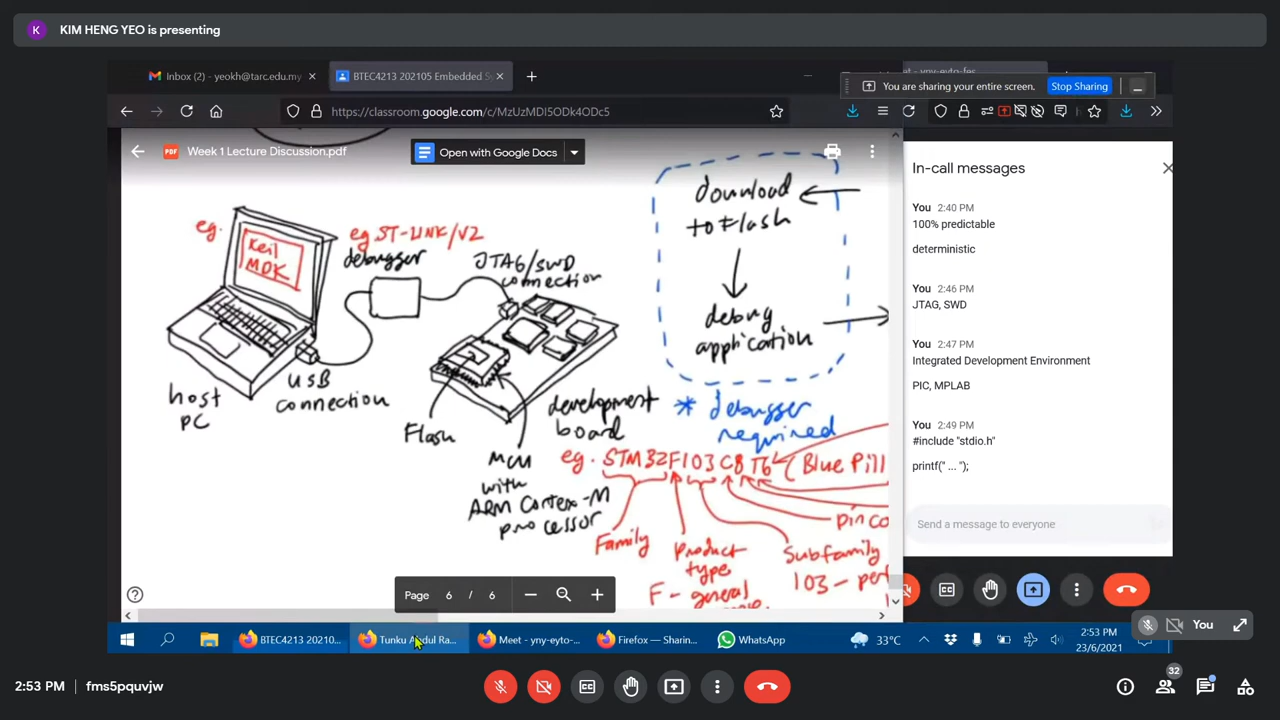 K KIM HENG YEO is presenting
Inbox (2) - yeokh@tarc.edu.my
BTEC4213 202105 Embedded Sy
You are sharing your entire screen.
Stop Sharing
https://classroom.google.com/c/MzUzMDI5ODk4ODc5
PDF Week 1 Lecture Discussion.pdf
Open with Google Docs
In-call messages
You 2:40 PM
100% predictable
deterministic
You 2:46 PM
JTAG, SWD
You 2:47 PM
Integrated Development Environment
PIC, MPLAB
You 2:49 PM
#include "stdio.h"
printf(" ... ");
Send a message to everyone
download
to Flash
debug
application
* debugger
required
eg.
Keil
MDK
eg ST-LINK/V2
debugger
JTAG/SWD
connection
USB
connection
host
PC
Flash
MCU
with
ARM Cortex-M
processor
development
board
eg. STM32F103 C8 T6 (Blue Pill
Family
Product
type
F - general
Subfamily
103 - per
pin co
Page 6 / 6
BTEC4213 20210...
Tunku Abdul Ra...
Meet - yny-eyto-...
Firefox — Sharin...
WhatsApp
33°C
2:53 PM
23/6/2021
You
2:53 PM fms5pquvjw
32